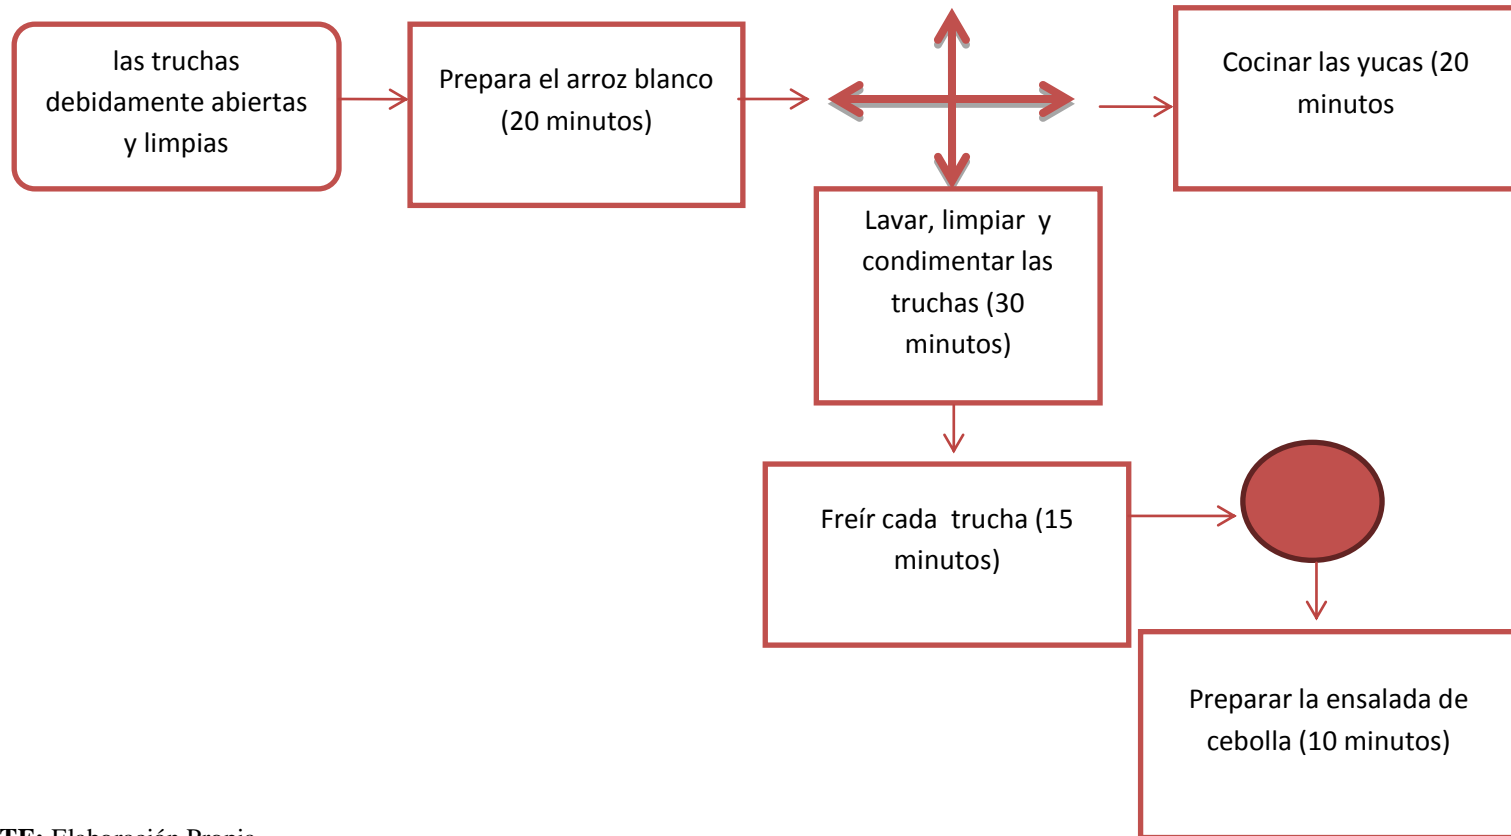 las truchas
debidamente abiertas
y limpias
Prepara el arroz blanco
(20 minutos)
Cocinar las yucas (20
minutos
Lavar, limpiar y
condimentar las
truchas (30
minutos)
Freír cada trucha (15
minutos)
Preparar la ensalada de
cebolla (10 minutos)
TE: Elaboración Propia